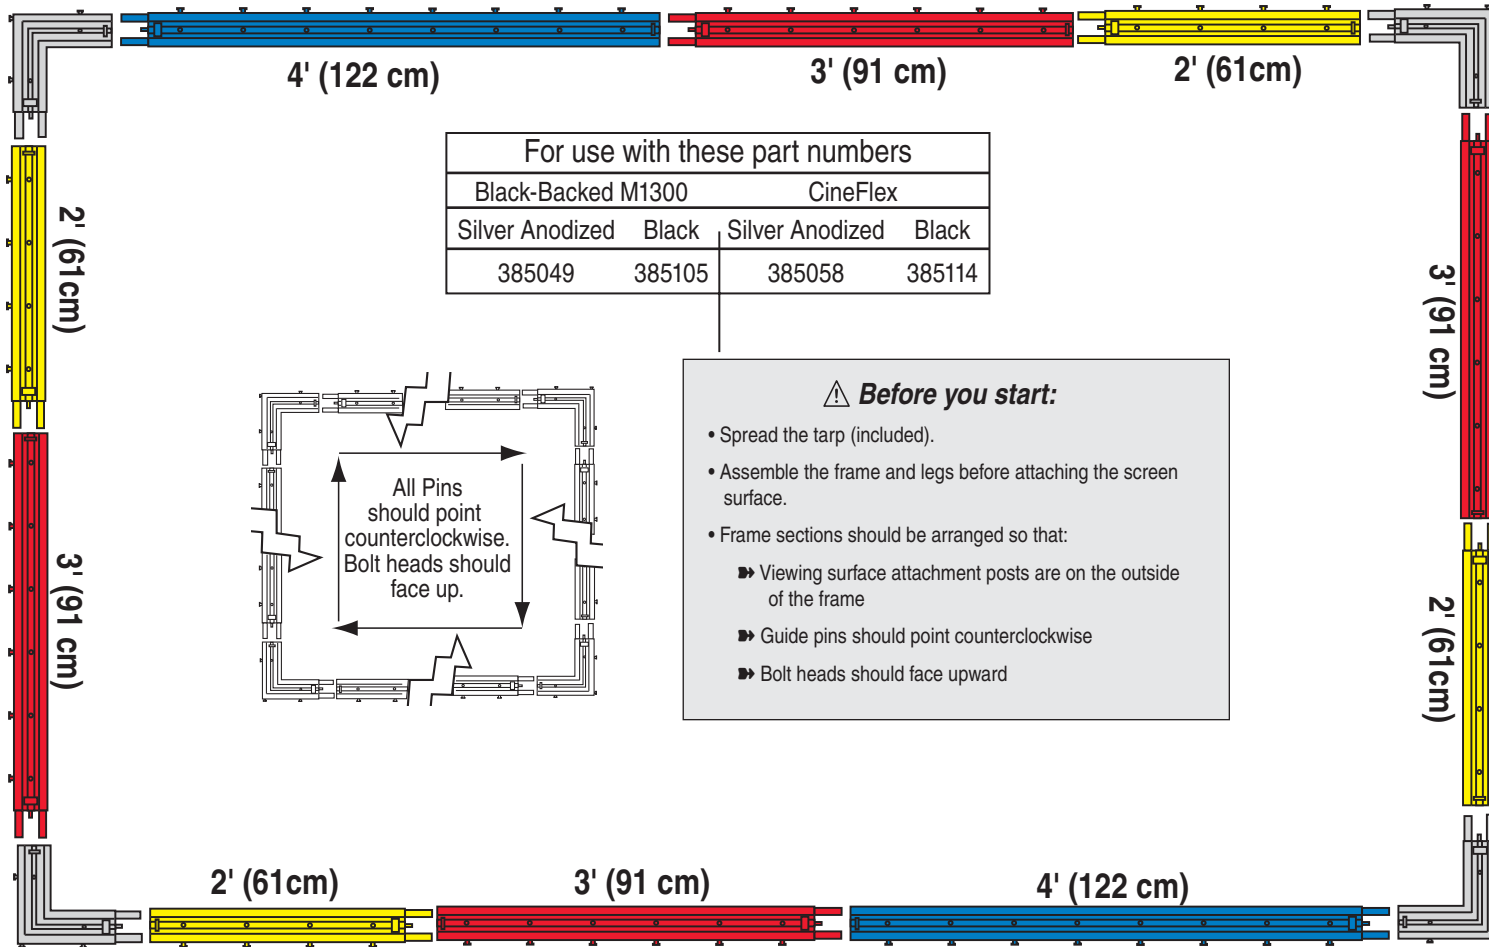 4' (122 cm)
3' (91 cm)
2' (61cm)
For use with these part numbers
Black-Backed M1300 CineFlex
Silver Anodized Black Silver Anodized Black
385049 385105 385058 385114
2' (61cm)
3' (91 cm)
3' (91 cm)
2' (61cm)
All Pins
should point
counterclockwise.
Bolt heads should
face up.
⚠ Before you start:
• Spread the tarp (included).
• Assemble the frame and legs before attaching the screen
surface.
• Frame sections should be arranged so that:
➽ Viewing surface attachment posts are on the outside
of the frame
➽ Guide pins should point counterclockwise
➽ Bolt heads should face upward
2' (61cm)
3' (91 cm)
4' (122 cm)